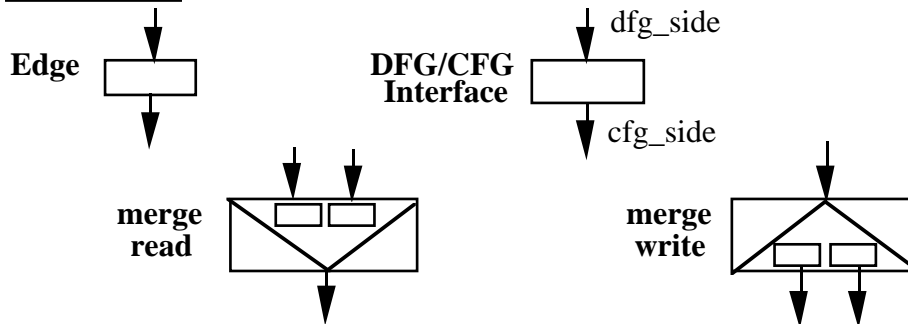 dfg_side
Edge
DFG/CFG
Interface
cfg_side
merge
read
merge
write